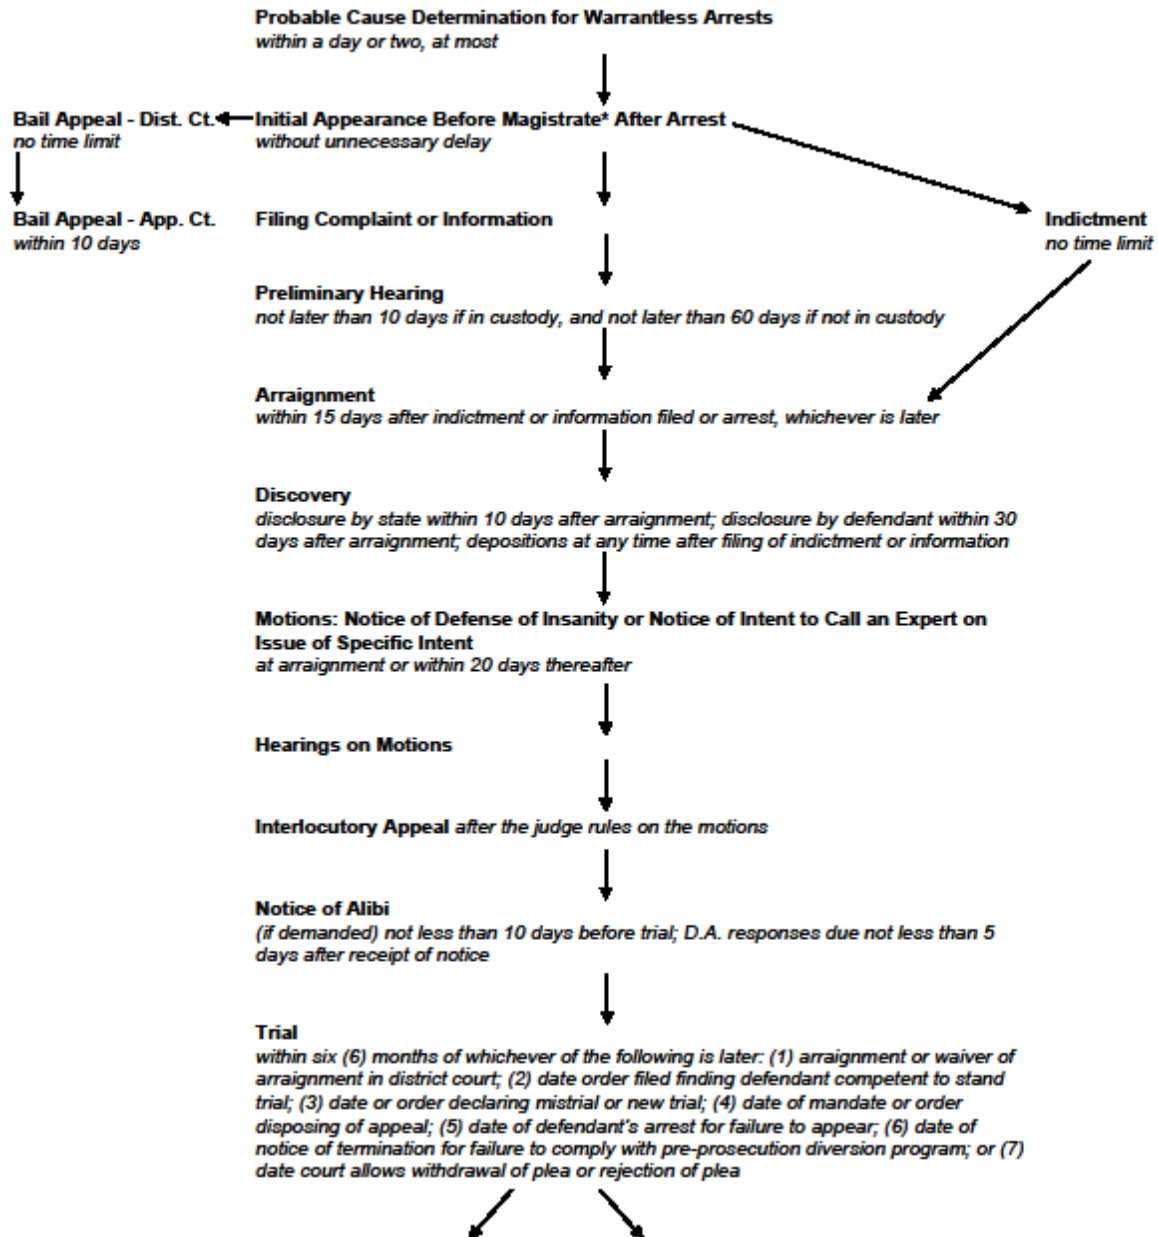 Probable Cause Determination for Warrantless Arrests
within a day or two, at most
Bail Appeal - Dist. Ct.
no time limit
Initial Appearance Before Magistrate* After Arrest
without unnecessary delay
Bail Appeal - App. Ct.
within 10 days
Filing Complaint or Information
Indictment
no time limit
Preliminary Hearing
not later than 10 days if in custody, and not later than 60 days if not in custody
Arraignment
within 15 days after indictment or information filed or arrest, whichever is later
Discovery
disclosure by state within 10 days after arraignment; disclosure by defendant within 30
days after arraignment; depositions at any time after filing of indictment or information
Motions: Notice of Defense of Insanity or Notice of Intent to Call an Expert on
Issue of Specific Intent
at arraignment or within 20 days thereafter
Hearings on Motions
Interlocutory Appeal after the judge rules on the motions
Notice of Alibi
(if demanded) not less than 10 days before trial; D.A. responses due not less than 5
days after receipt of notice
Trial
within six (6) months of whichever of the following is later: (1) arraignment or waiver of
arraignment in district court; (2) date order filed finding defendant competent to stand
trial; (3) date or order declaring mistrial or new trial; (4) date of mandate or order
disposing of appeal; (5) date of defendant's arrest for failure to appear; (6) date of
notice of termination for failure to comply with pre-prosecution diversion program; or (7)
date court allows withdrawal of plea or rejection of plea